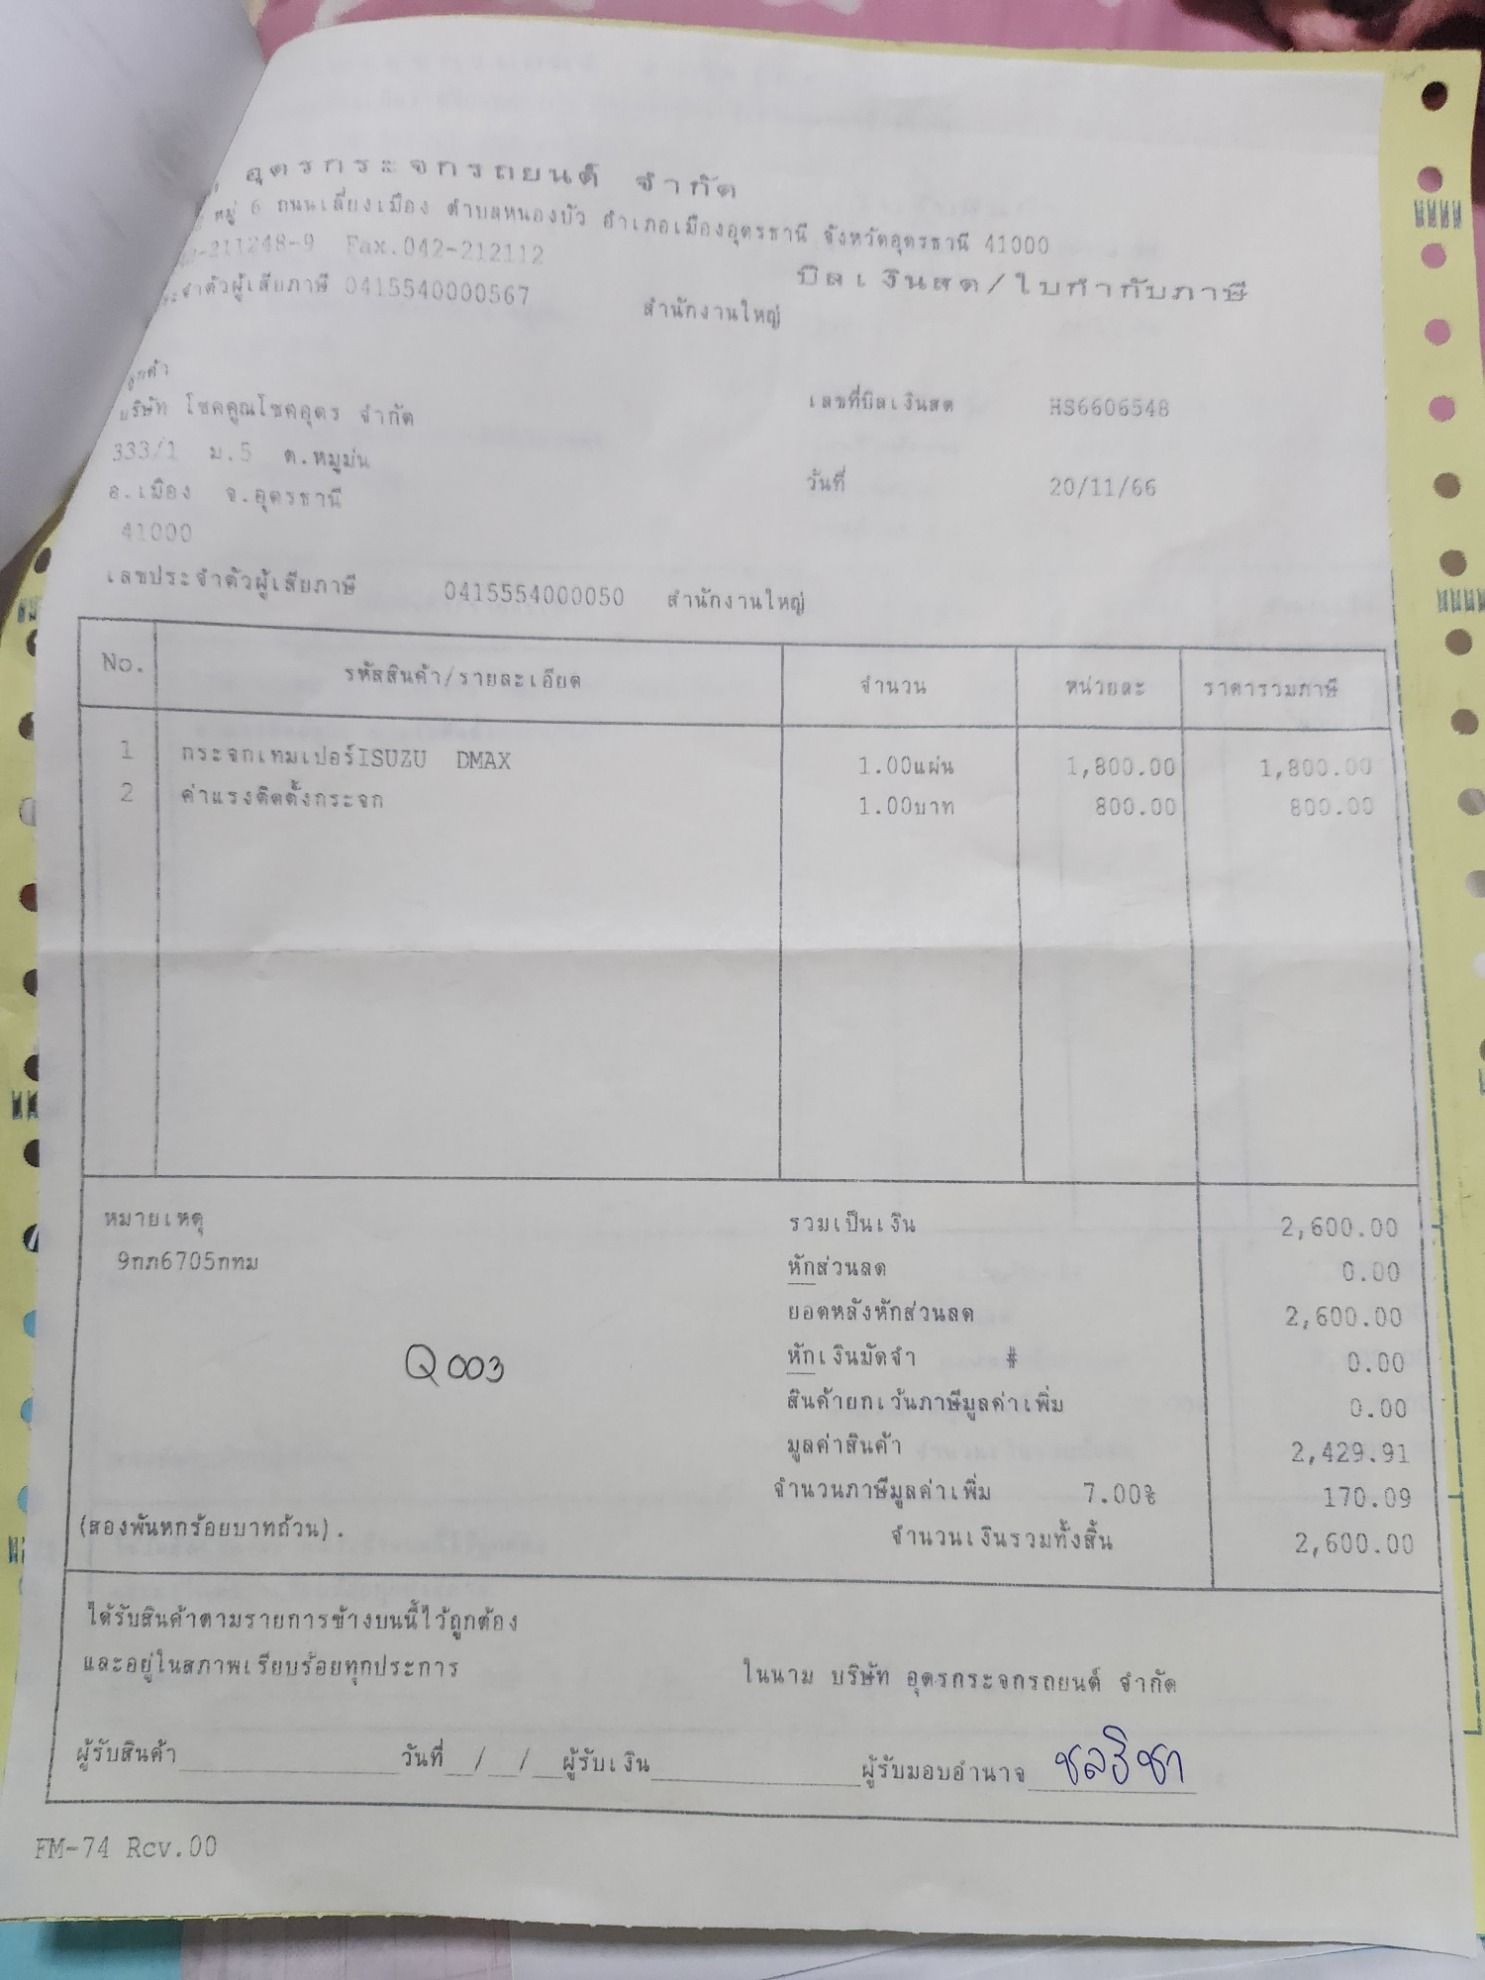 อุดรกระจกรถยนต์ จำกัด
หมู่ 6 ถนนเลี่ยงเมือง ตำบลหนองบัว อำเภอเมืองอุดรธานี จังหวัดอุดรธานี 41000
-211248-9 Fax.042-212112
บิลเงินสด/ใบกำกับภาษี
จำตัวผู้เสียภาษี 0415540000567 สำนักงานใหญ่
ลูกค้า
บริษัท โชคคูณโชคอุดร จำกัด เลขที่บิลเงินสด HS6606548
333/1 ม.5 ต.หมูม่น
อ.เมือง จ.อุดรธานี วันที่ 20/11/66
41000
เลขประจำตัวผู้เสียภาษี 0415554000050 สำนักงานใหญ่
No. รหัสสินค้า/รายละเอียด จำนวน หน่วยละ ราคารวมภาษี
1 กระจกเทมเปอร์ISUZU DMAX 1.00แผ่น 1,800.00 1,800.00
2 ค่าแรงติดตั้งกระจก 1.00บาท 800.00 800.00
หมายเหตุ รวมเป็นเงิน 2,600.00
9กภ6705กทม หักส่วนลด 0.00
ยอดหลังหักส่วนลด 2,600.00
Q003 หักเงินมัดจำ # 0.00
สินค้ายกเว้นภาษีมูลค่าเพิ่ม 0.00
มูลค่าสินค้า 2,429.91
จำนวนภาษีมูลค่าเพิ่ม 7.00% 170.09
(สองพันหกร้อยบาทถ้วน). จำนวนเงินรวมทั้งสิ้น 2,600.00
ได้รับสินค้าตามรายการข้างบนนี้ไว้ถูกต้อง
และอยู่ในสภาพเรียบร้อยทุกประการ ในนาม บริษัท อุดรกระจกรถยนต์ จำกัด
ผู้รับสินค้า วันที่ / / ผู้รับเงิน ผู้รับมอบอำนาจ ชลธิชา
FM-74 Rev.00